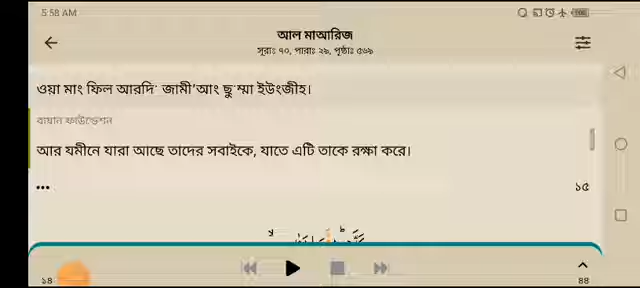 5:58 AM
আল মাআরিজ
সূরাঃ ৭০, পারাঃ ২৯, পৃষ্ঠাঃ ৫৬৯
ওয়া মাং ফিল আরদি' জামী'আং ছু'ম্মা ইউংজীহ।
বায়ান ফাউন্ডেশন
আর যমীনে যারা আছে তাদের সবাইকে, যাতে এটি তাকে রক্ষা করে।
১৫
১৪
৪৪